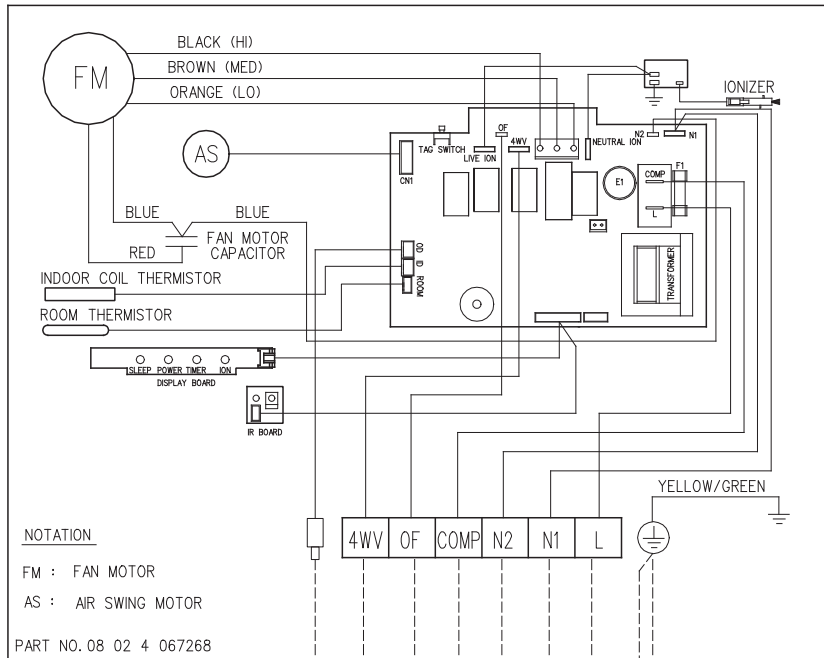 BLACK (HI)
BROWN (MED)
ORANGE (LO)
FM
IONIZER
AS
TAG SWITCH
OF
LIVE ION
4WV
NEUTRAL ION
N2
N1
CN1
E1
COMP
F1
L
BLUE
BLUE
RED
FAN MOTOR
CAPACITOR
OD
ID
ROOM
TRANSFORMER
INDOOR COIL THERMISTOR
ROOM THERMISTOR
SLEEP POWER TIMER ION
DISPLAY BOARD
IR BOARD
YELLOW/GREEN
4WV OF COMP N2 N1 L
NOTATION
FM : FAN MOTOR
AS : AIR SWING MOTOR
PART NO. 08 02 4 067268